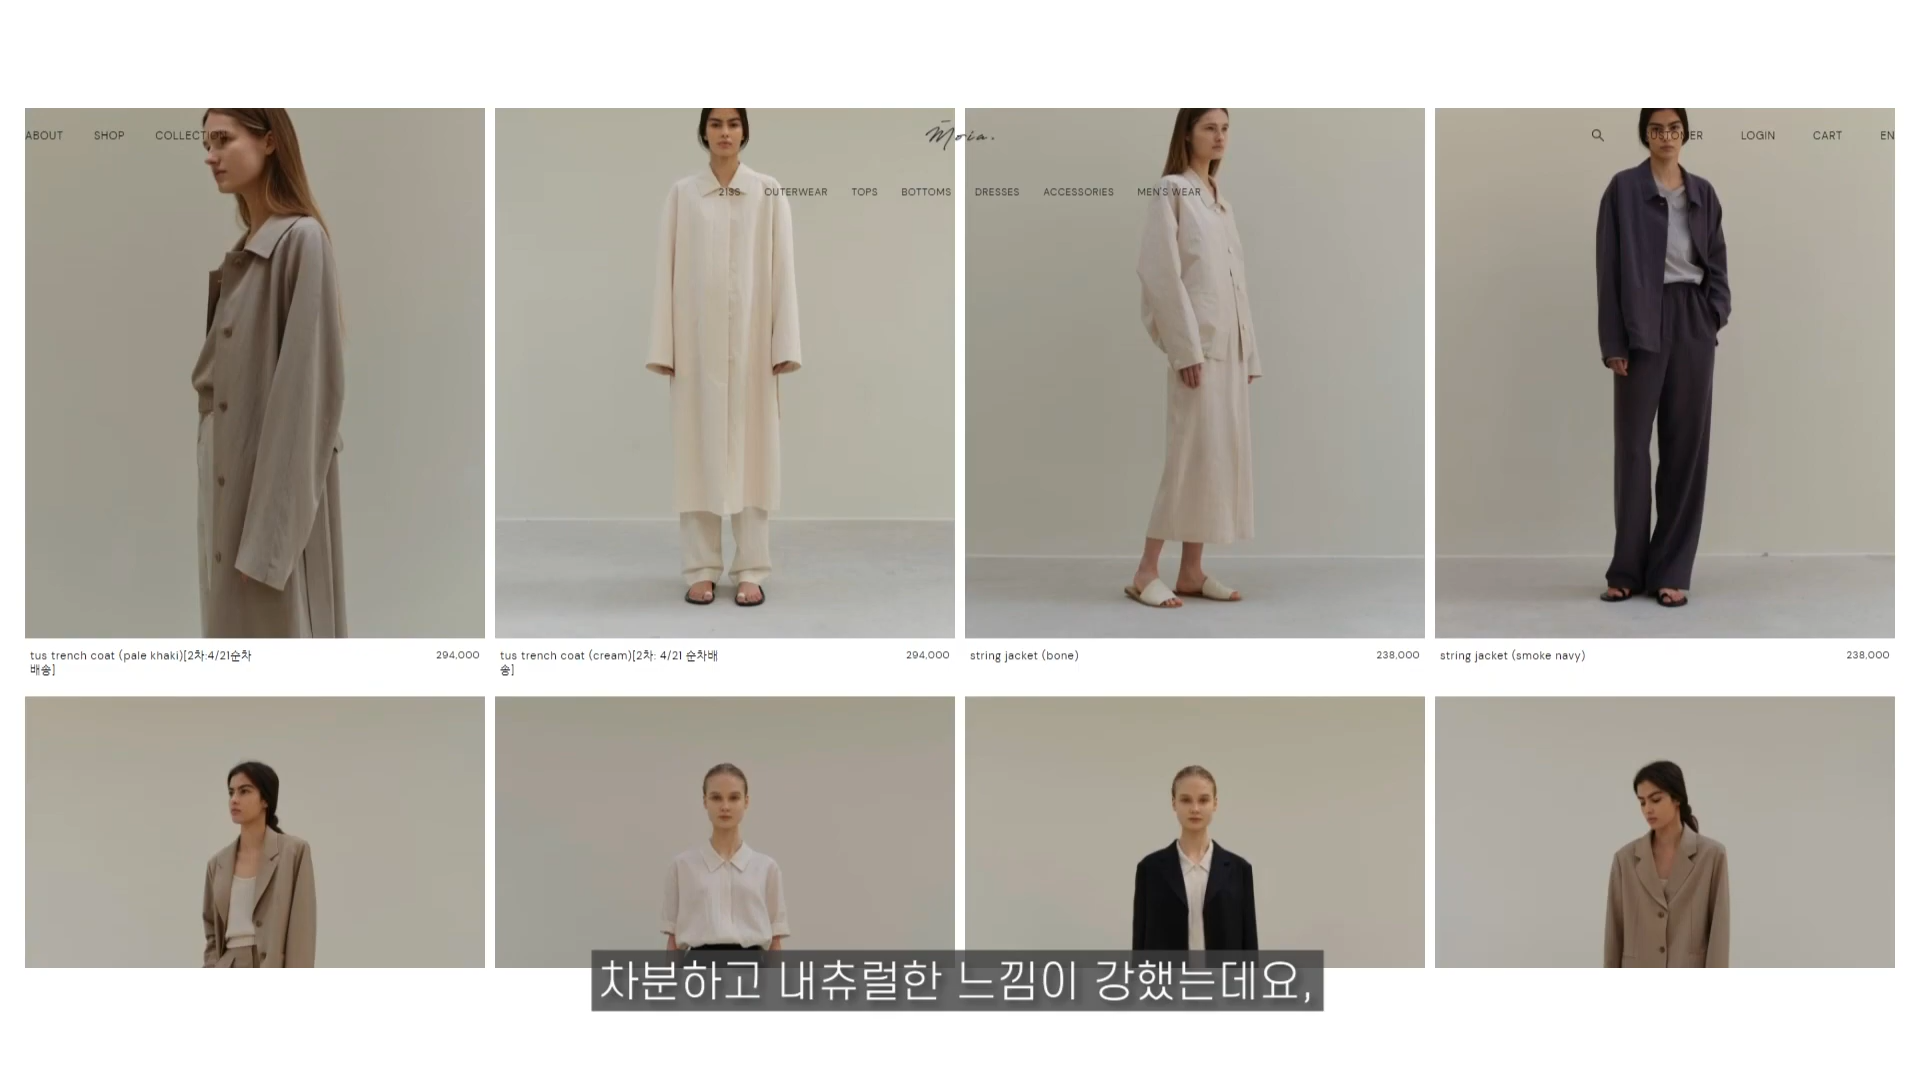 ABOUT SHOP COLLECTION
Moia.
CUSTOMER LOGIN CART EN
21SS OUTERWEAR TOPS BOTTOMS DRESSES ACCESSORIES MEN'S WEAR
tus trench coat (pale khaki)[2차:4/21순차
배송]
294,000
tus trench coat (cream)[2차: 4/21 순차배
송]
294,000
string jacket (bone)
238,000
string jacket (smoke navy)
238,000
차분하고 내츄럴한 느낌이 강했는데요,